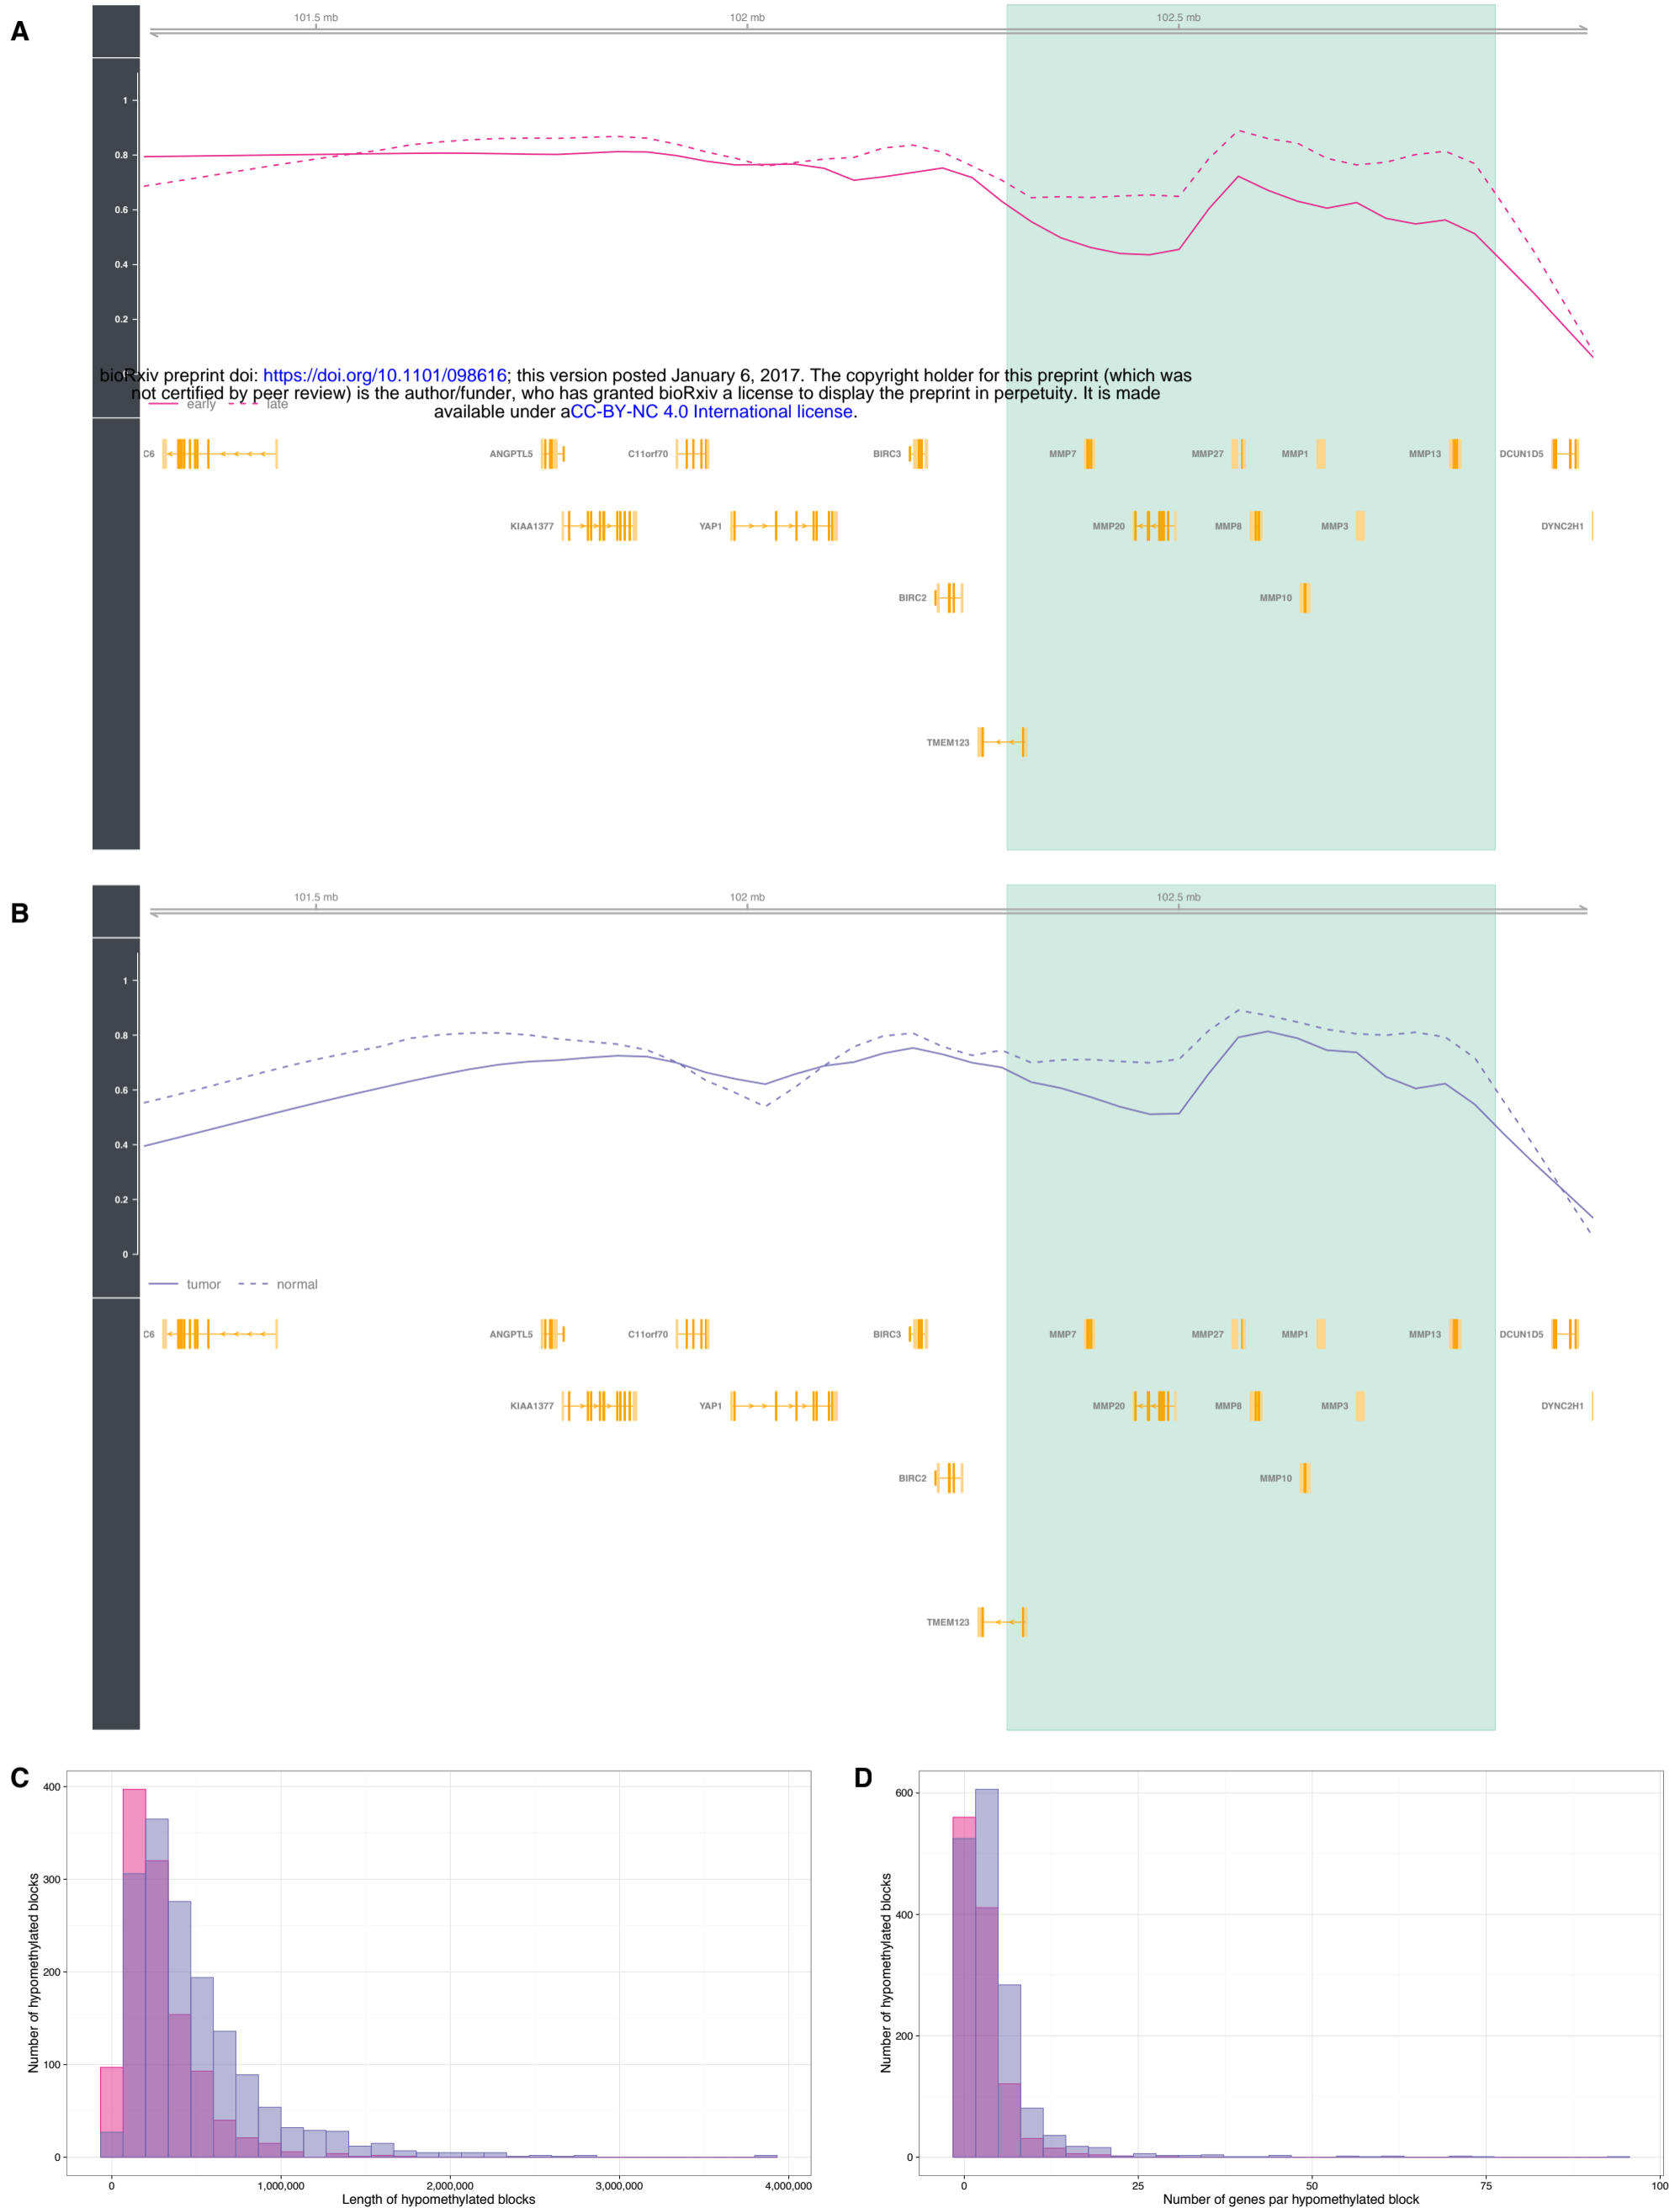 A
101.5 mb
102 mb
102.5 mb
1
0.8
0.6
0.4
0.2
bioRxiv preprint doi: https://doi.org/10.1101/098616; this version posted January 6, 2017. The copyright holder for this preprint (which was
not certified by peer review) is the author/funder, who has granted bioRxiv a license to display the preprint in perpetuity. It is made
available under aCC-BY-NC 4.0 International license.
early late
C6 ANGPTL5 C11orf70 BIRC3 MMP7 MMP27 MMP1 MMP13 DCUN1D5
KIAA1377 YAP1 MMP20 MMP8 MMP3 DYNC2H1
BIRC2 MMP10
TMEM123
B
101.5 mb
102 mb
102.5 mb
1
0.8
0.6
0.4
0.2
0
tumor normal
C6 ANGPTL5 C11orf70 BIRC3 MMP7 MMP27 MMP1 MMP13 DCUN1D5
KIAA1377 YAP1 MMP20 MMP8 MMP3 DYNC2H1
BIRC2 MMP10
TMEM123
C
Number of hypomethylated blocks
400
300
200
100
0
0 1,000,000 2,000,000 3,000,000 4,000,000
Length of hypomethylated blocks
D
Number of hypomethylated blocks
600
400
200
0
0 25 50 75 100
Number of genes par hypomethylated block